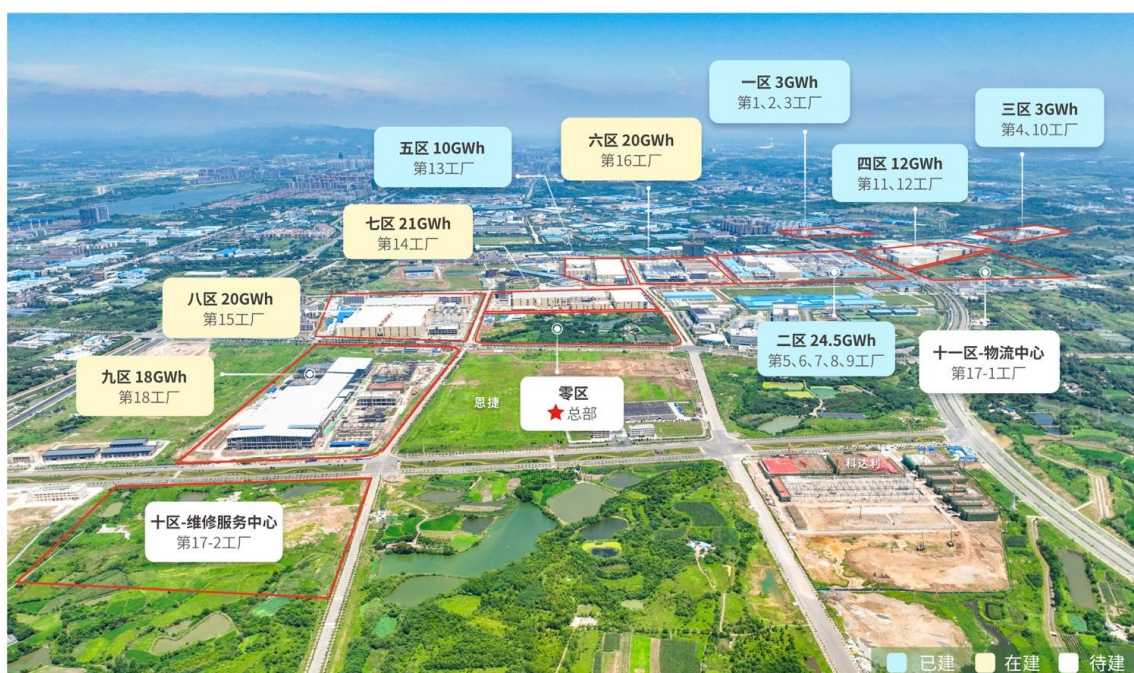 一区 3GWh
第1、2、3工厂
三区 3GWh
第4、10工厂
五区 10GWh
第13工厂
六区 20GWh
第16工厂
四区 12GWh
第11、12工厂
七区 21GWh
第14工厂
八区 20GWh
第15工厂
二区 24.5GWh
第5、6、7、8、9工厂
十一区-物流中心
第17-1工厂
九区 18GWh
第18工厂
零区
★总部
恩捷
科达利
十区-维修服务中心
第17-2工厂
已建
在建
待建